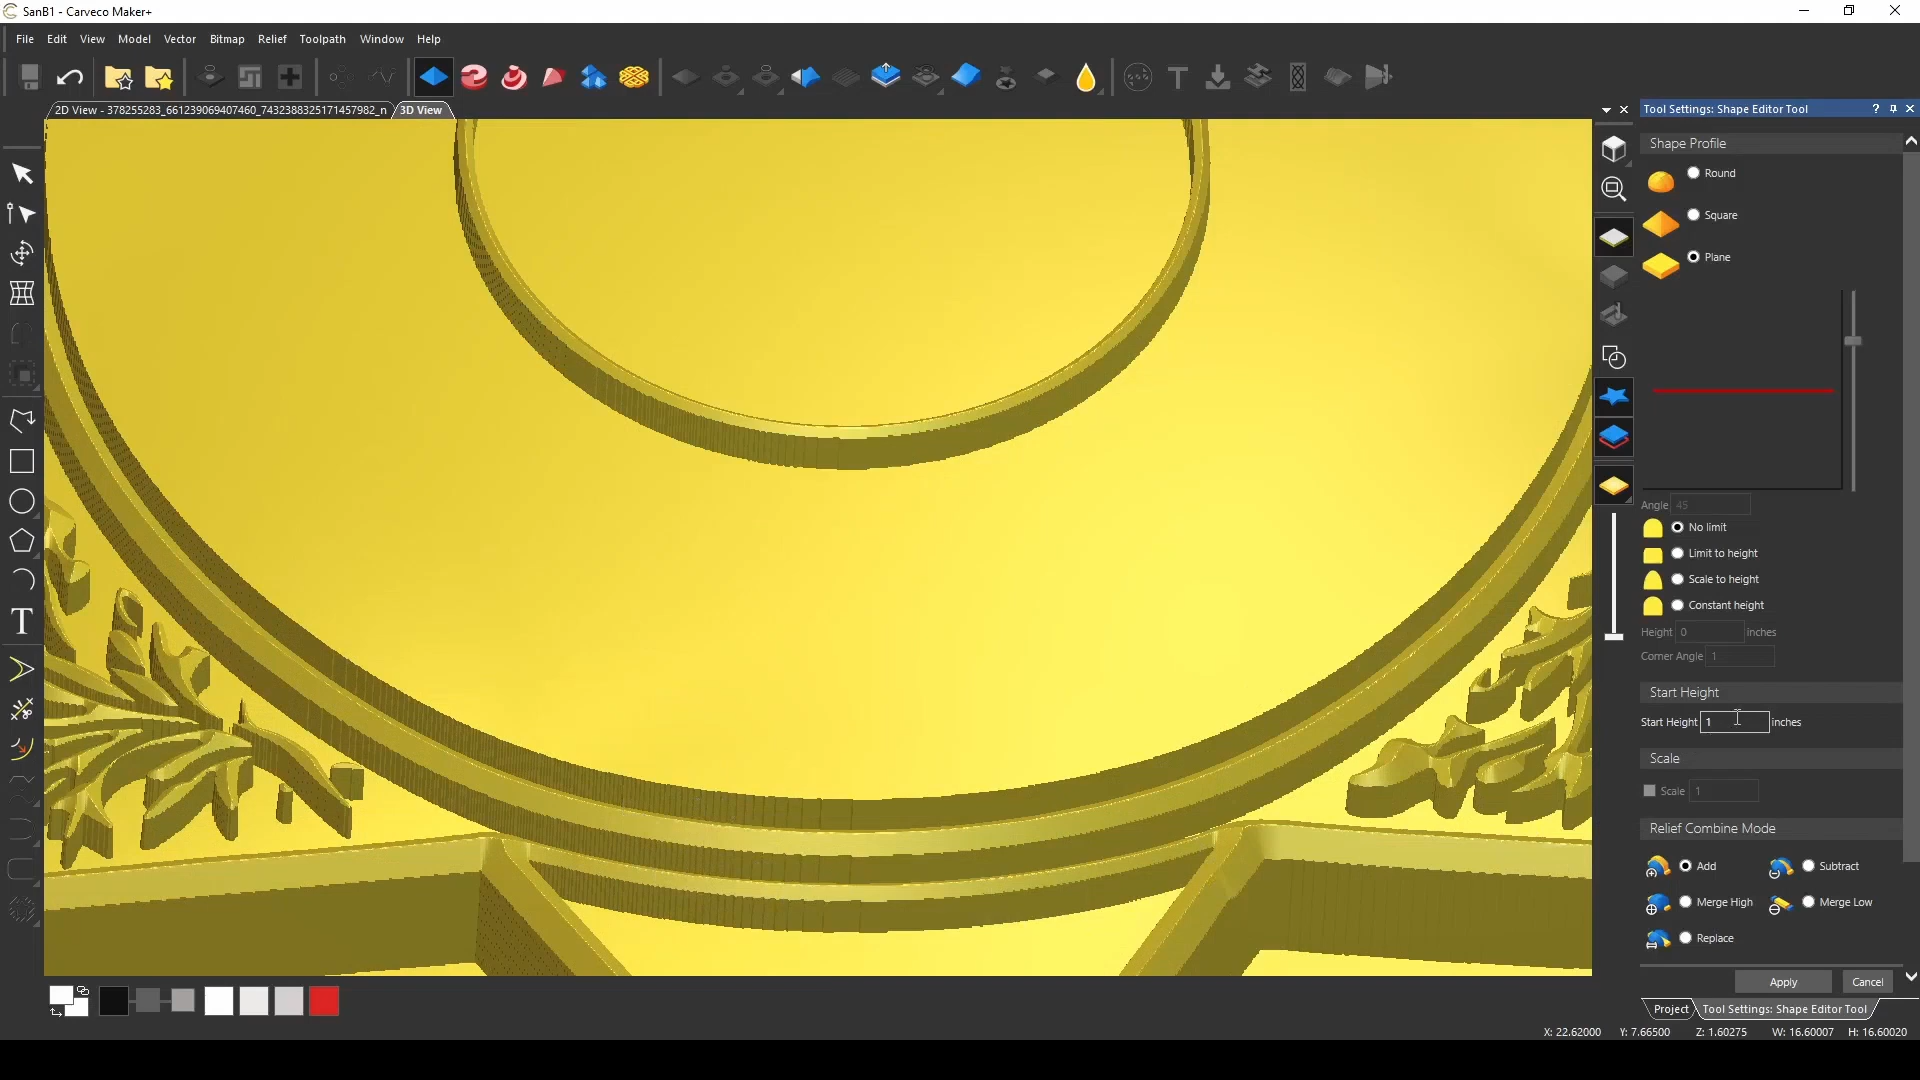 SanB1 - Carveco Maker+
File Edit View Model Vector Bitmap Relief Toolpath Window Help
2D View - 378255283_661239069407460_7432388325171457982_n 3D View
Tool Settings: Shape Editor Tool
Shape Profile
Round
Square
Plane
Angle 45
No limit
Limit to height
Scale to height
Constant height
Height 0 inches
Corner Angle 1
Start Height
Start Height 1 inches
Scale
Scale 1
Relief Combine Mode
Add Subtract
Merge High Merge Low
Replace
Apply Cancel
Project Tool Settings: Shape Editor Tool
X: 22.62000 Y: 7.66500 Z: 1.60275 W: 16.60007 H: 16.60020